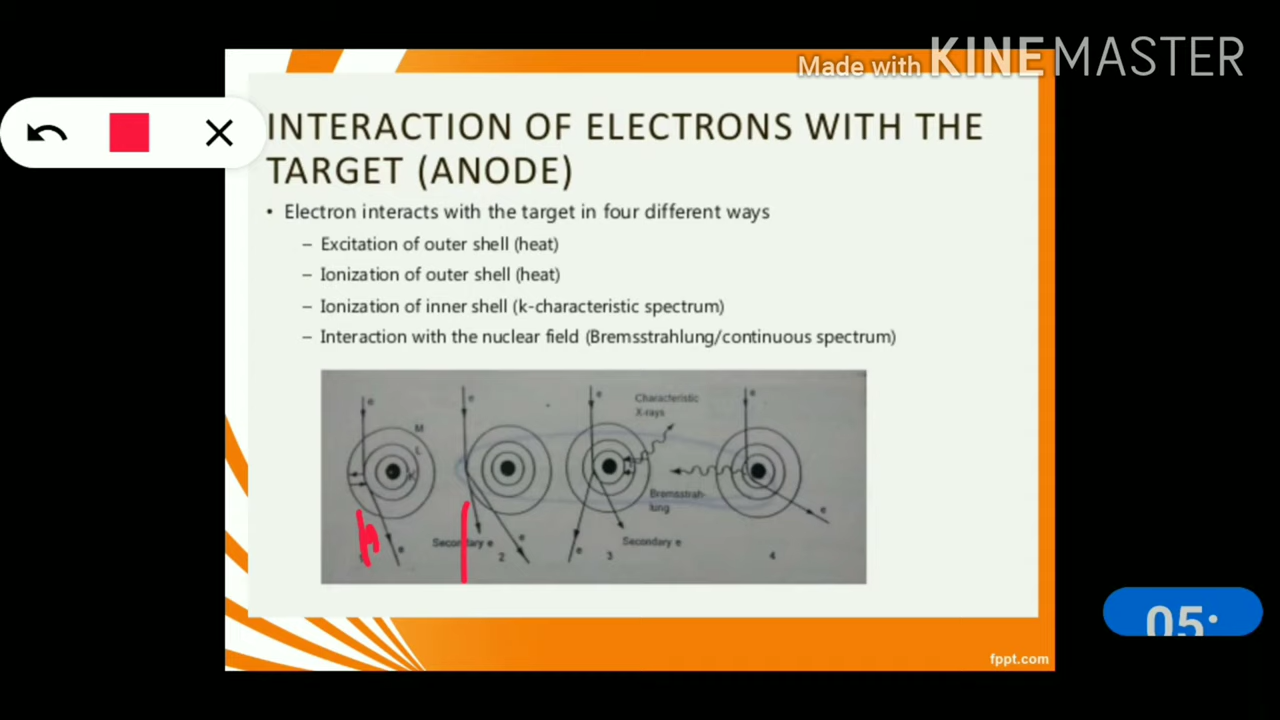 Made with KINEMASTER
INTERACTION OF ELECTRONS WITH THE
TARGET (ANODE)
• Electron interacts with the target in four different ways
– Excitation of outer shell (heat)
– Ionization of outer shell (heat)
– Ionization of inner shell (k-characteristic spectrum)
– Interaction with the nuclear field (Bremsstrahlung/continuous spectrum)
e
e
e
Characteristic
X-rays
e
M
L
K
Bremsstrah-
lung
e
Secondary e
e
e
Secondary e
e
2
3
4
05:
fppt.com